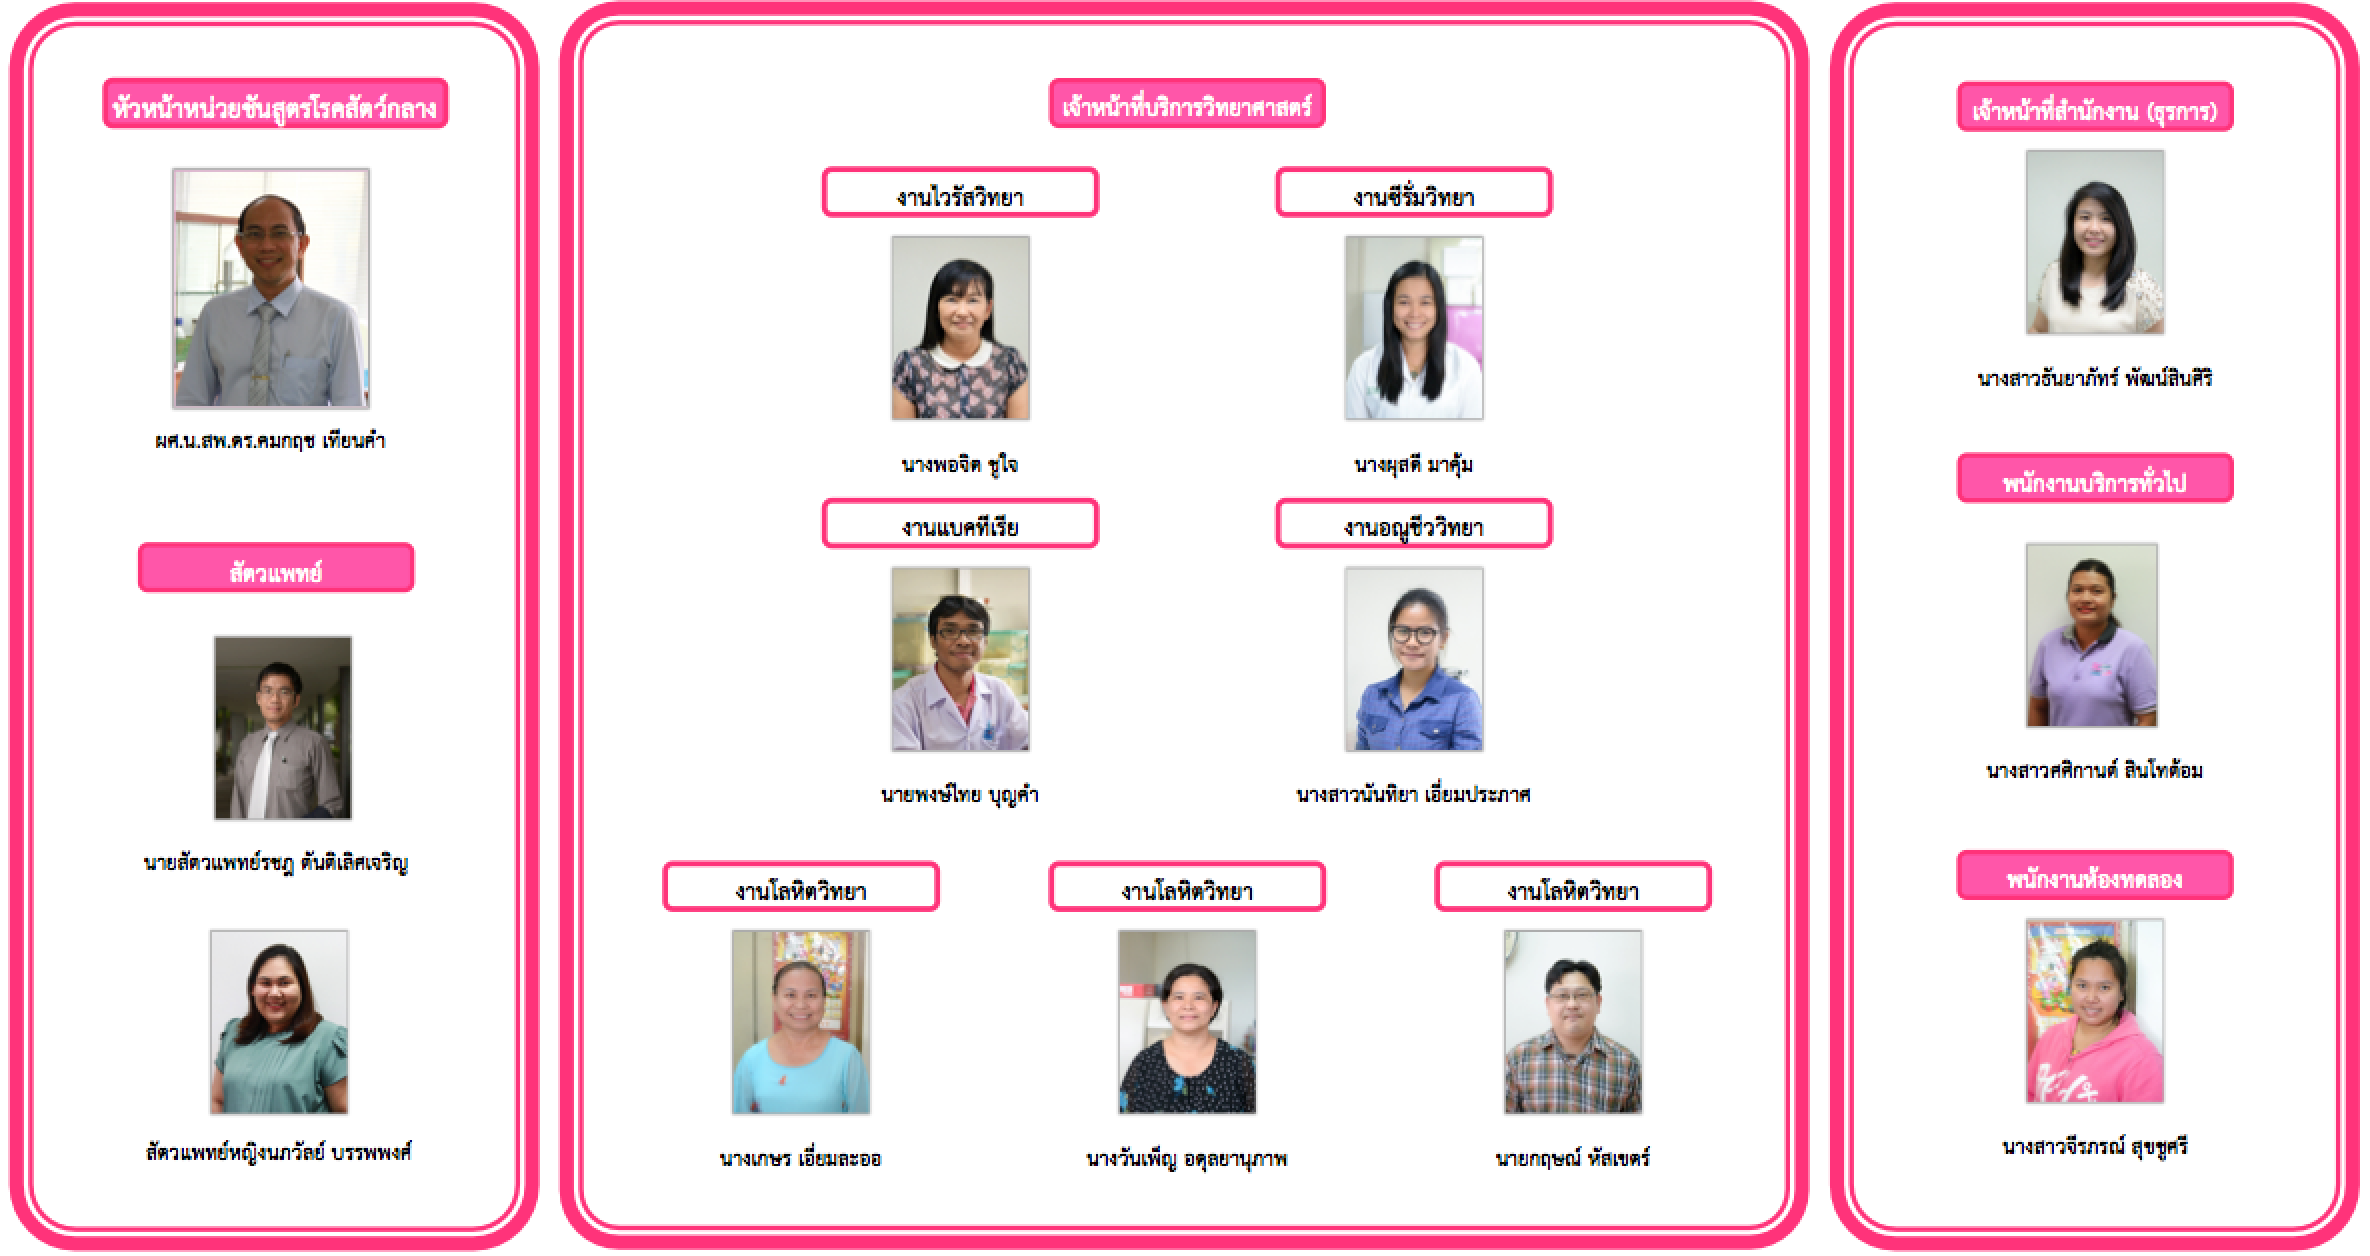 หัวหน้าหน่วยชันสูตรโรคสัตว์กลาง
ผศ.น.สพ.ดร.คมกฤช เทียนคำ
สัตวแพทย์
นายสัตวแพทย์รชฎ ตันติเลิศเจริญ
สัตวแพทย์หญิงนภวัลย์ บรรพพงศ์
เจ้าหน้าที่บริการวิทยาศาสตร์
งานไวรัสวิทยา
งานซีรั่มวิทยา
นางพอจิต ชูใจ
นางผุสดี มาคุ้ม
งานแบคทีเรีย
งานอณูชีววิทยา
นายพงษ์ไทย บุญคำ
นางสาวนันทิยา เอี่ยมประภาศ
งานโลหิตวิทยา
งานโลหิตวิทยา
งานโลหิตวิทยา
นางเกษร เอี่ยมละออ
นางวันเพ็ญ อดุลยานุภาพ
นายกฤษณ์ หัสเขตร์
เจ้าหน้าที่สำนักงาน (ธุรการ)
นางสาวธันยาภัทร์ พัฒน์สินศิริ
พนักงานบริการทั่วไป
นางสาวศศิกานต์ สินโทต้อม
พนักงานห้องทดลอง
นางสาวจีรภรณ์ สุขชูศรี